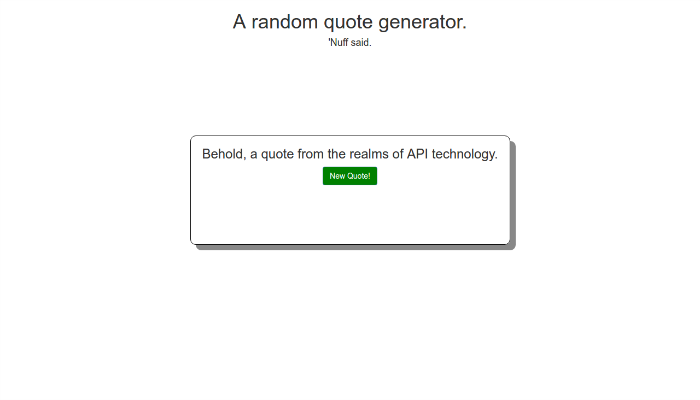 A random quote generator.
'Nuff said.
Behold, a quote from the realms of API technology.
New Quote!